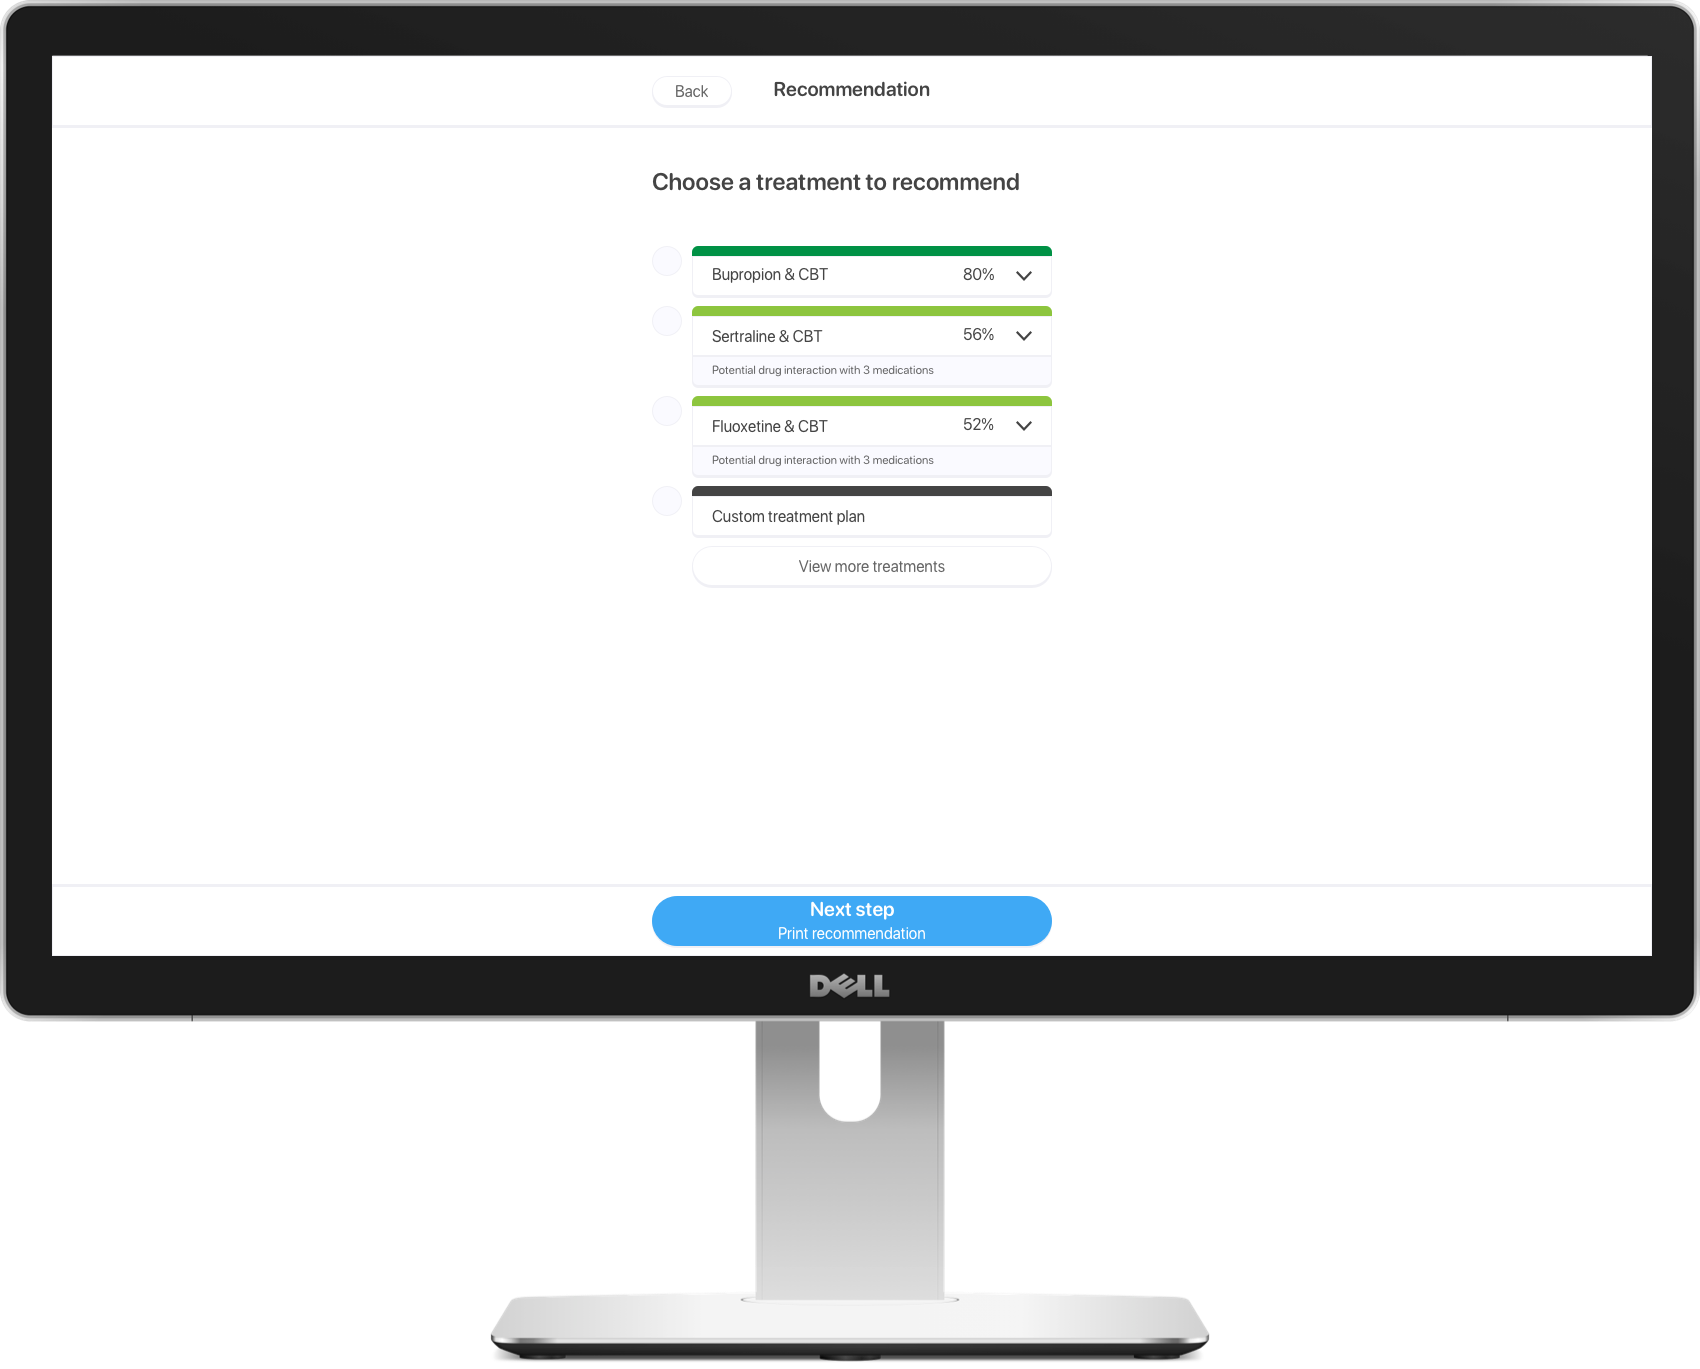 Back
Recommendation
Choose a treatment to recommend
Bupropion & CBT 80%
Sertraline & CBT 56%
Potential drug interaction with 3 medications
Fluoxetine & CBT 52%
Potential drug interaction with 3 medications
Custom treatment plan
View more treatments
Next step
Print recommendation
DELL